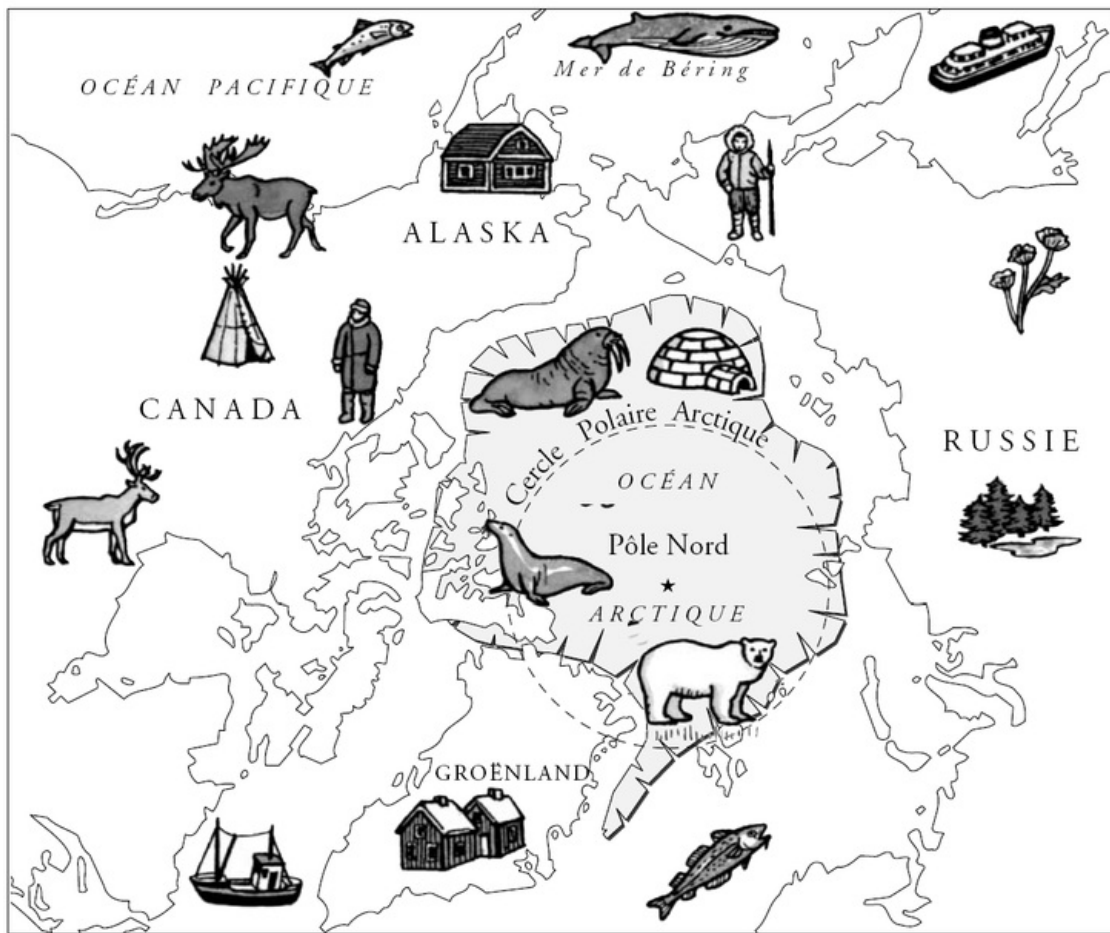 OCÉAN PACIFIQUE
Mer de Béring
ALASKA
CANADA
Cercle Polaire Arctique
RUSSIE
OCÉAN
Pôle Nord
ARCTIQUE
GROËNLAND